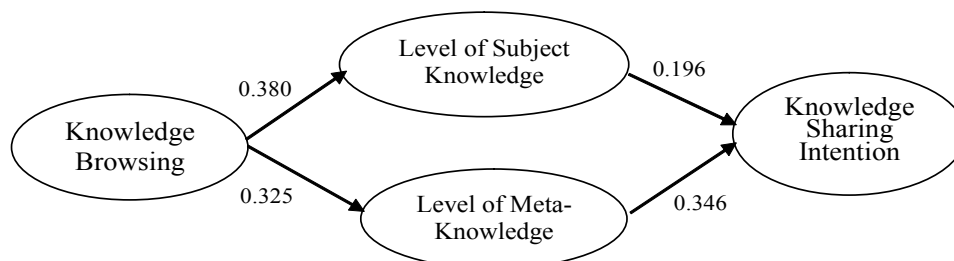 Level of Subject
Knowledge
0.380
0.196
Knowledge
Browsing
Knowledge
Sharing
Intention
0.325
Level of Meta-
Knowledge
0.346